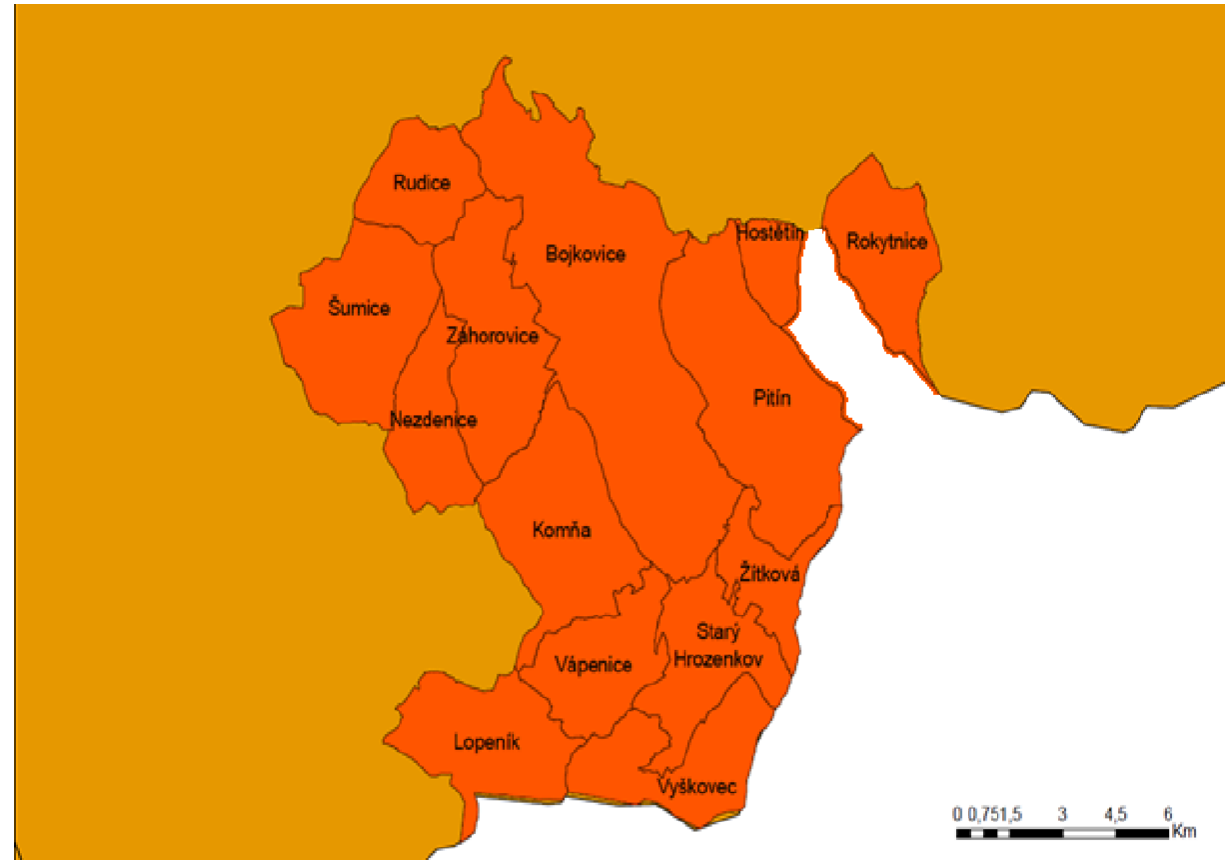 Rudice
Hostětín
Rokytnice
Bojkovice
Šumice
Záhorovice
Pitín
Nezdenice
Komňa
Žítková
Starý
Hrozenkov
Vápenice
Lopeník
Vyškovec
0 0,751,5 3 4,5 6
Km